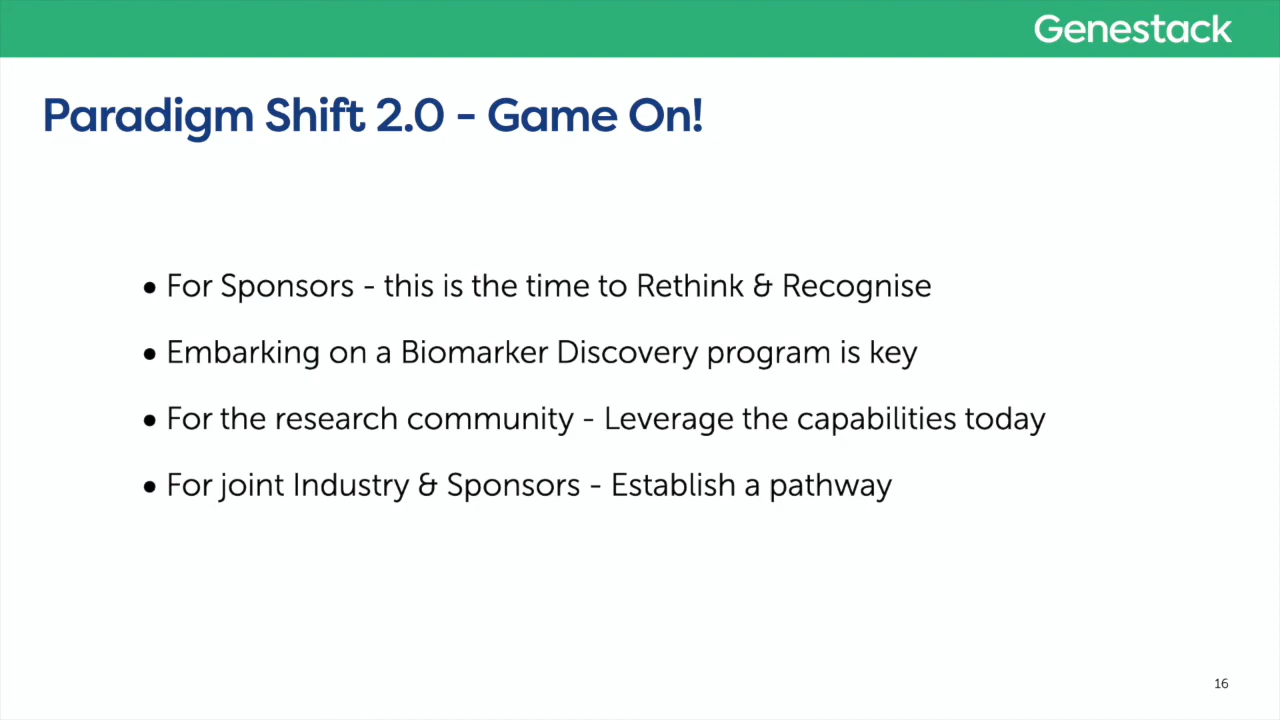 Genestack
Paradigm Shift 2.0 - Game On!
• For Sponsors - this is the time to Rethink & Recognise
• Embarking on a Biomarker Discovery program is key
• For the research community - Leverage the capabilities today
• For joint Industry & Sponsors - Establish a pathway
16